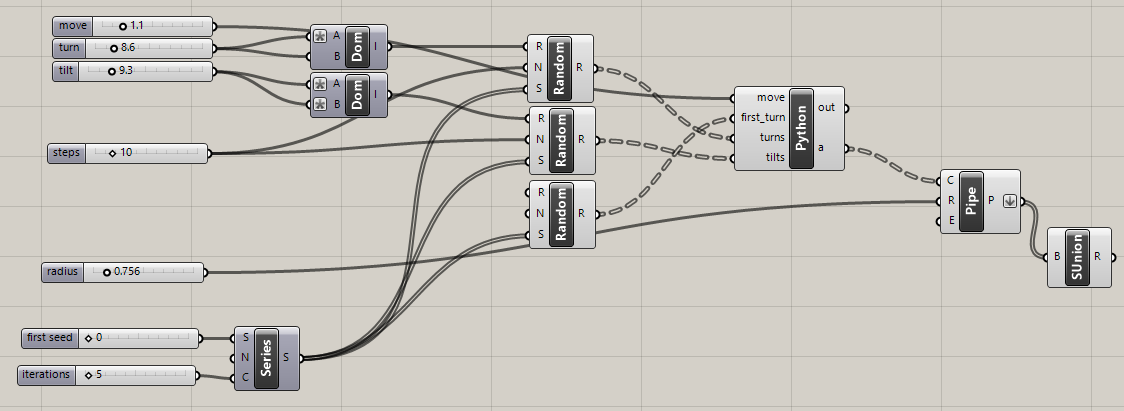 move 1.1
turn 8.6
tilt 9.3
A
B
Dom
I
A
B
Dom
I
steps 10
R
N
S
Random
R
R
N
S
Random
R
R
N
S
Random
R
move
first_turn
turns
tilts
Python
out
a
C
R
E
Pipe
P
B
SUnion
R
radius 0.756
first seed 0
iterations 5
S
N
C
Series
S